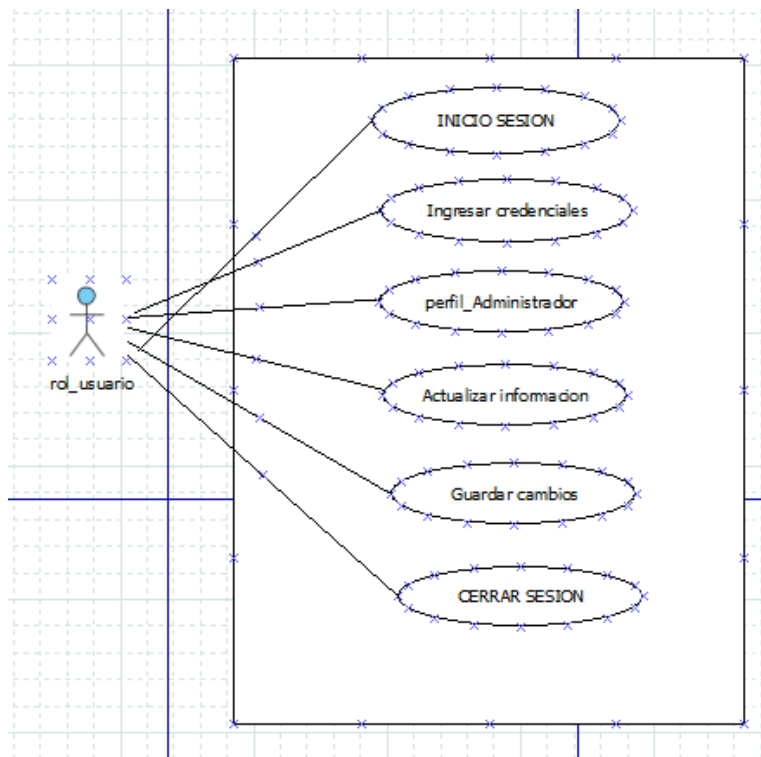 INICIO SESION
Ingresar credenciales
perfil_Administrador
rol_usuario
Actualizar informacion
Guardar cambios
CERRAR SESION